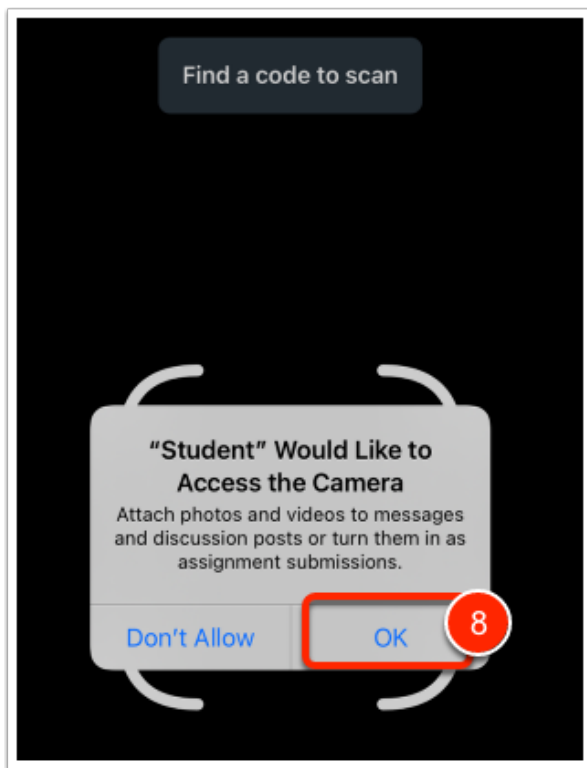 Find a code to scan
“Student” Would Like to
Access the Camera
Attach photos and videos to messages
and discussion posts or turn them in as
assignment submissions.
Don’t Allow
OK
8